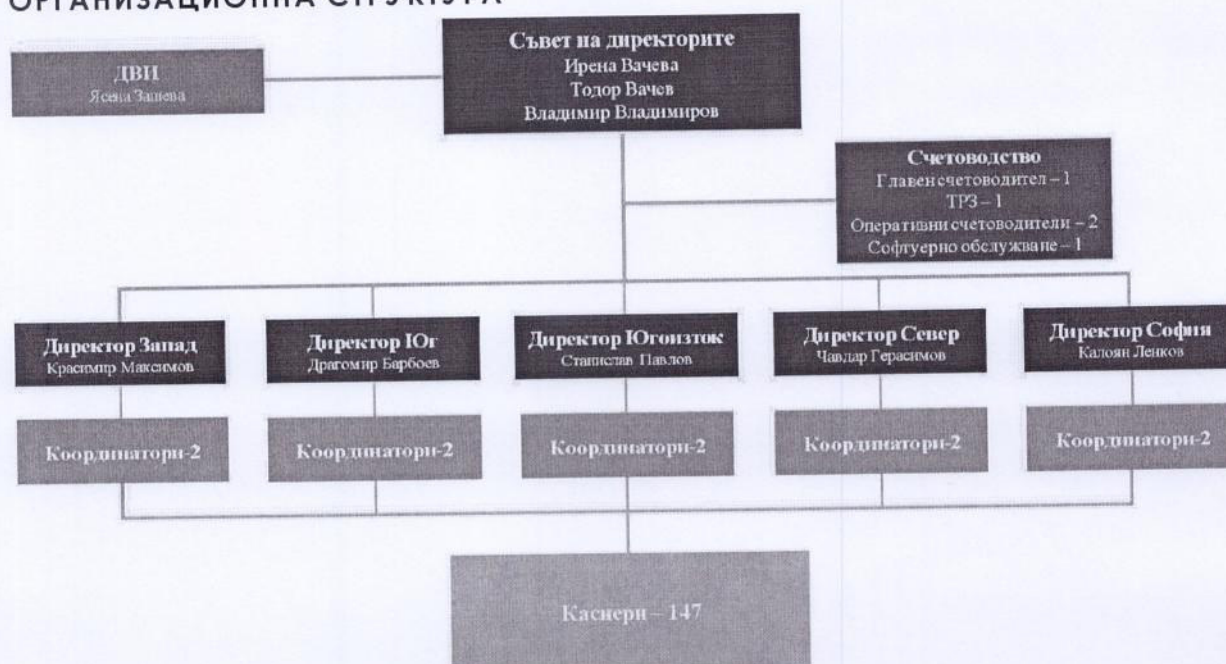 ОРГАНИЗАЦИОННА СТРУКТУРА
Съвет на директорите
Ирена Вачева
Тодор Вачев
Владимир Владимиров
ДВИ
Ясена Зашева
Счетоводство
Главен счетоводител – 1
ТРЗ – 1
Оперативни счетоводители – 2
Софтуерно обслужване – 1
Директор Запад
Красимир Максимов
Директор Юг
Драгомир Барбоев
Директор Югоизток
Станислав Павлов
Директор Север
Чавдар Герасимов
Директор София
Калоян Ленков
Координатори-2
Координатори-2
Координатори-2
Координатори-2
Координатори-2
Касиери – 147